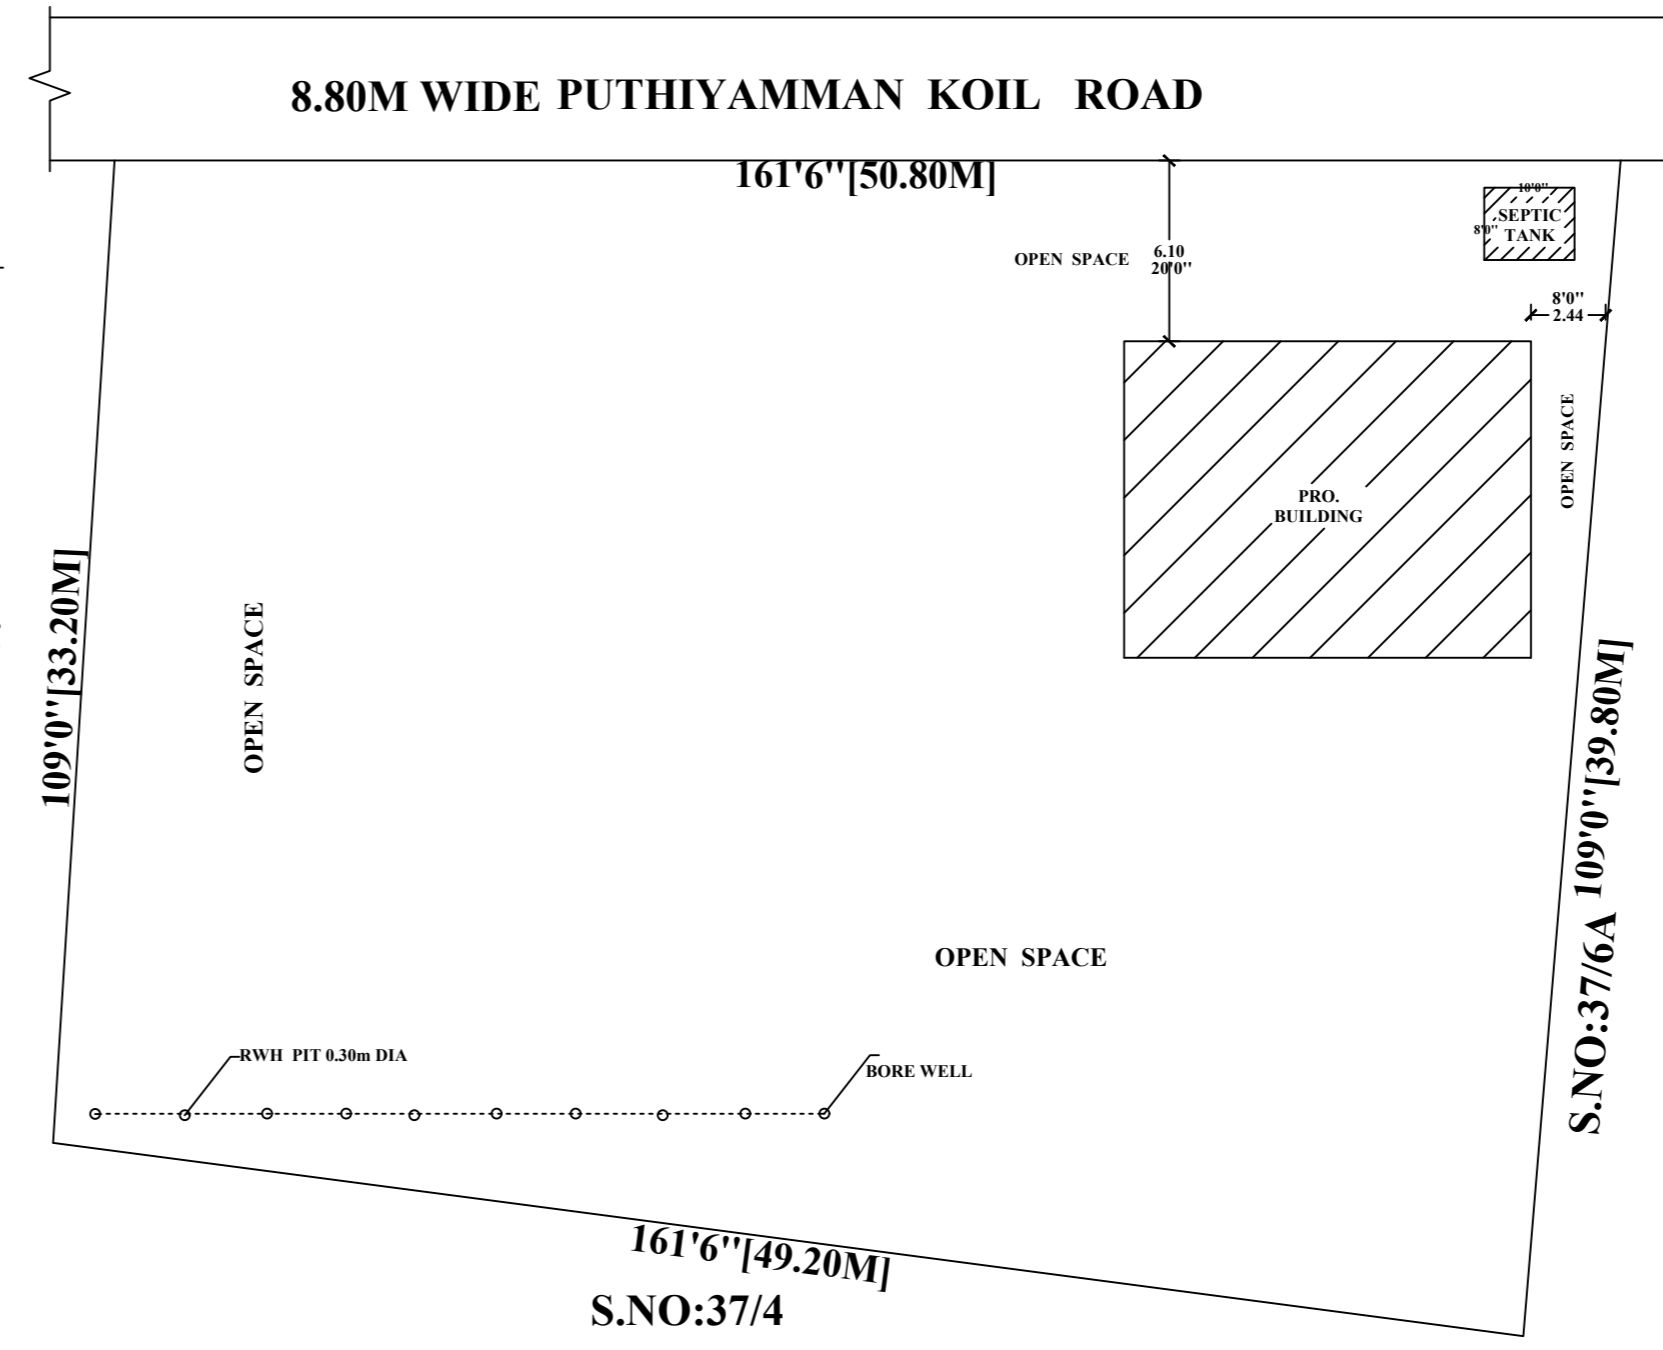 8.80M WIDE PUTHIYAMMAN KOIL ROAD
161'6''[50.80M]
10'0''
SEPTIC
8'0'' TANK
OPEN SPACE
6.10
20'0''
8'0''
2.44
OPEN SPACE
PRO.
BUILDING
109'0''[33.20M]
OPEN SPACE
S.NO:37/6A 109'0''[39.80M]
OPEN SPACE
RWH PIT 0.30m DIA
BORE WELL
161'6''[49.20M]
S.NO:37/4